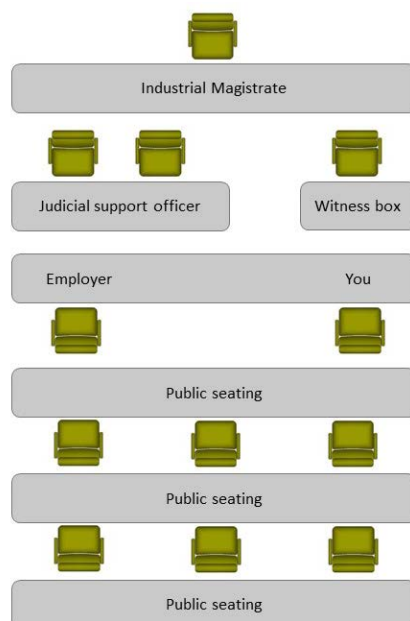 Industrial Magistrate
Judicial support officer
Witness box
Employer
You
Public seating
Public seating
Public seating